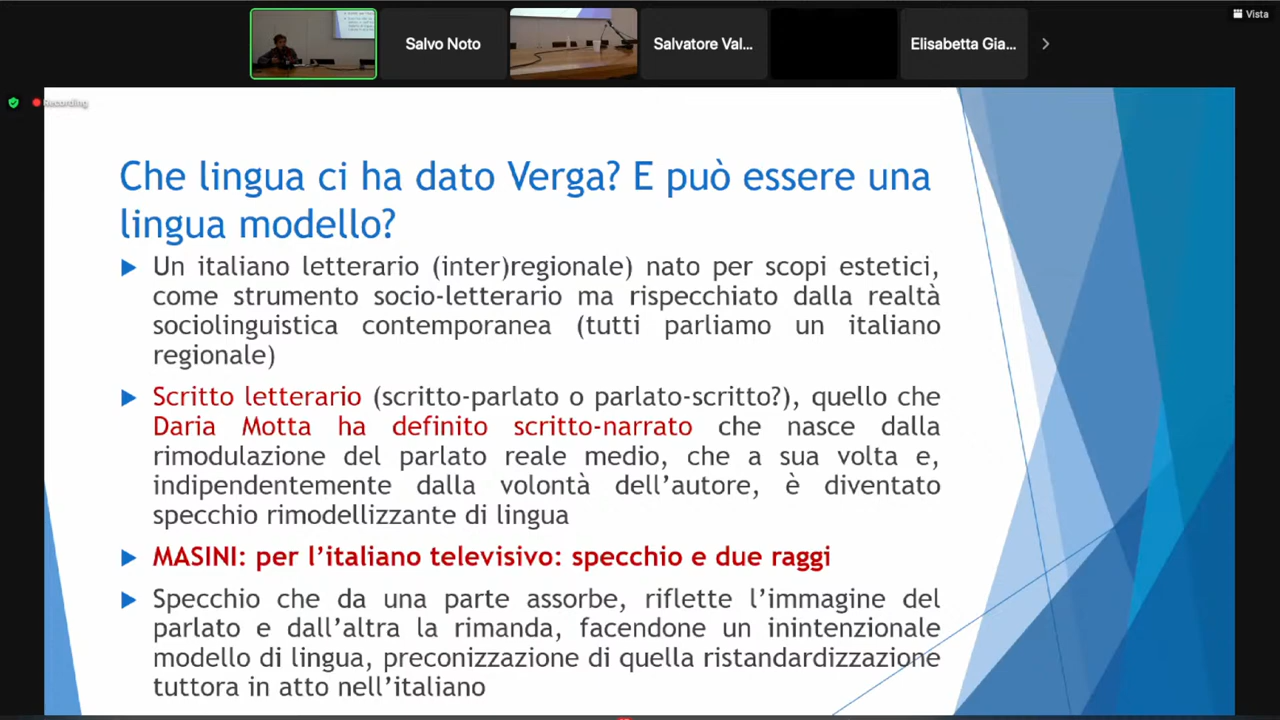 Vista
Salvo Noto
Salvatore Val...
Elisabetta Gia...
Recording
Che lingua ci ha dato Verga? E può essere una
lingua modello?
Un italiano letterario (inter)regionale) nato per scopi estetici,
come strumento socio-letterario ma rispecchiato dalla realtà
sociolinguistica contemporanea (tutti parliamo un italiano
regionale)
Scritto letterario (scritto-parlato o parlato-scritto?), quello che
Daria Motta ha definito scritto-narrato che nasce dalla
rimodulazione del parlato reale medio, che a sua volta e,
indipendentemente dalla volontà dell'autore, è diventato
specchio rimodellizzante di lingua
MASINI: per l'italiano televisivo: specchio e due raggi
Specchio che da una parte assorbe, riflette l'immagine del
parlato e dall'altra la rimanda, facendone un inintenzionale
modello di lingua, preconizzazione di quella ristandardizzazione
tuttora in atto nell'italiano